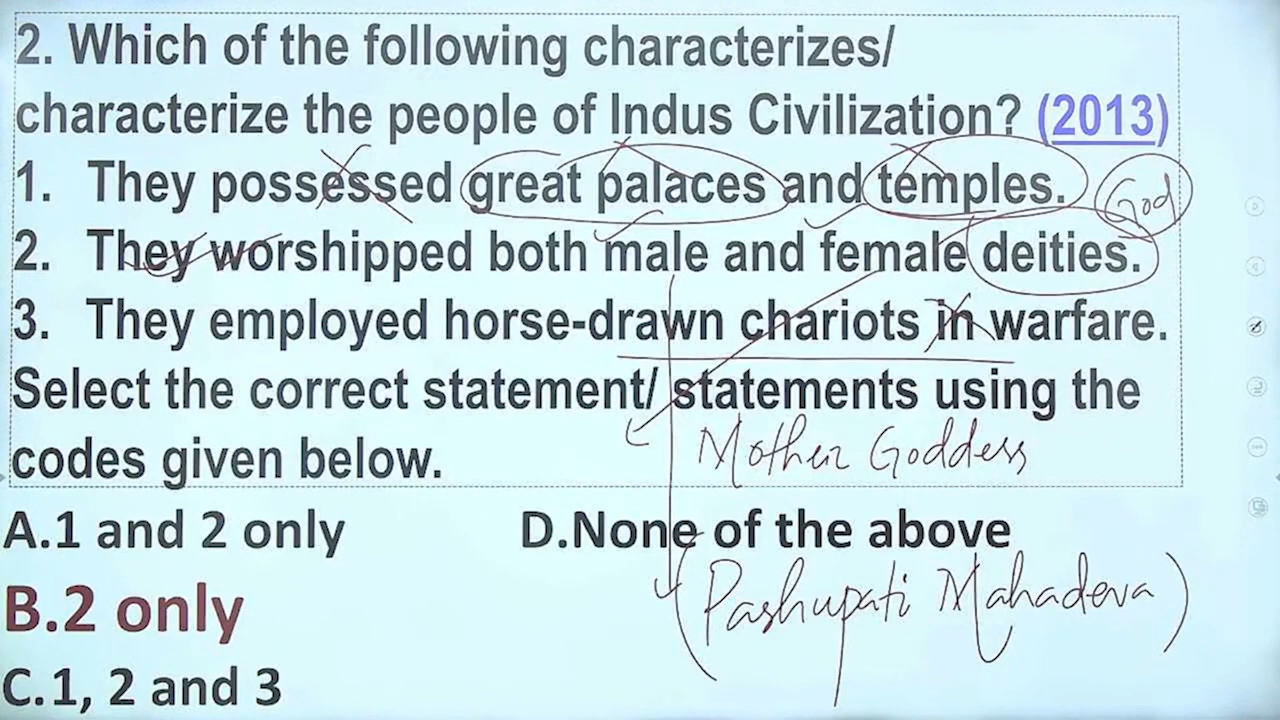 2. Which of the following characterizes/
characterize the people of Indus Civilization? (2013)
1. They possessed great palaces and temples.
God
2. They worshipped both male and female deities.
3. They employed horse-drawn chariots in warfare.
Select the correct statement/ statements using the
codes given below.
Mother Goddess
A.1 and 2 only
D.None of the above
(Pashupati Mahadeva)
B.2 only
C.1, 2 and 3